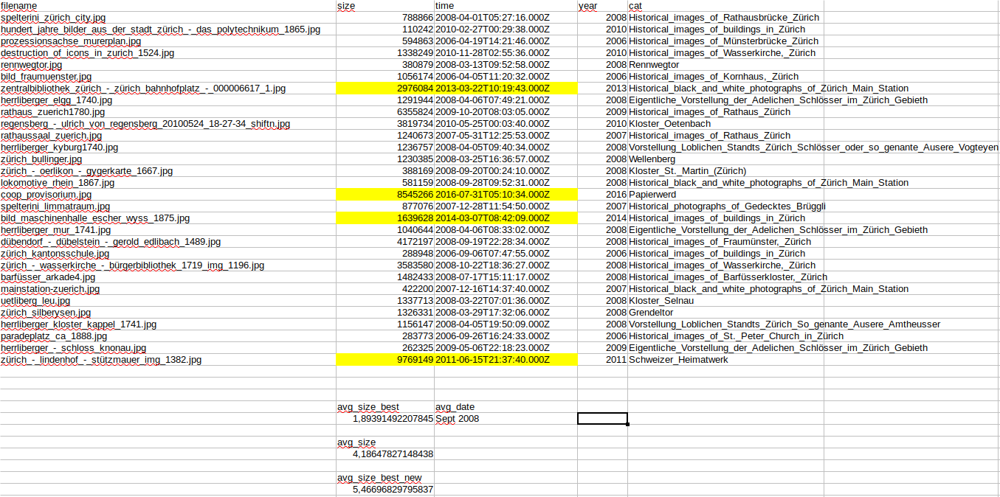 filename size time year cat
spelterini_zürich_city.jpg 788866 2008-04-01T05:27:16.000Z 2008 Historical_images_of_Rathausbrücke_Zürich
hundert_jahre_bilder_aus_der_stadt_zürich_-_das_polytechnikum_1865.jpg 110242 2010-02-27T00:29:38.000Z 2010 Historical_images_of_buildings_in_Zürich
prozessionsachse_murerplan.jpg 594863 2006-04-19T14:21:46.000Z 2006 Historical_images_of_Münsterbrücke_Zürich
destruction_of_icons_in_zurich_1524.jpg 1338249 2010-11-28T02:55:36.000Z 2010 Historical_images_of_Wasserkirche,_Zürich
rennwegtor.jpg 380879 2008-03-13T09:52:58.000Z 2008 Rennwegtor
bild_fraumuenster.jpg 1056174 2006-04-05T11:20:32.000Z 2006 Historical_images_of_Kornhaus,_Zürich
zentralbibliothek_zürich_-_zürich_bahnhofplatz_-_000006617_1.jpg 2976084 2013-03-22T10:19:43.000Z 2013 Historical_black_and_white_photographs_of_Zürich_Main_Station
herrliberger_elgg_1740.jpg 1291944 2008-04-06T07:49:21.000Z 2008 Eigentliche_Vorstellung_der_Adelichen_Schlösser_im_Zürich_Gebieth
rathaus_zuerich1780.jpg 6355824 2009-10-20T08:03:05.000Z 2009 Historical_images_of_Rathaus_Zürich
regensberg_-_ulrich_von_regensberg_20100524_18-27-34_shiftn.jpg 3819734 2010-05-25T00:03:40.000Z 2010 Kloster_Oetenbach
rathaussaal_zuerich.jpg 1240673 2007-05-31T12:25:53.000Z 2007 Historical_images_of_Rathaus_Zürich
herrliberger_kyburg1740.jpg 1236757 2008-04-05T09:40:34.000Z 2008 Vorstellung_Loblichen_Standts_Zürich_Schlösser_oder_so_genante_Ausere_Vogteyen
zürich_bullinger.jpg 1230385 2008-03-25T16:36:57.000Z 2008 Wellenberg
zürich_-_oerlikon_-_gygerkarte_1667.jpg 388169 2008-09-20T00:24:10.000Z 2008 Kloster_St._Martin_(Zürich)
lokomotive_rhein_1867.jpg 581159 2008-09-28T09:52:31.000Z 2008 Historical_black_and_white_photographs_of_Zürich_Main_Station
coop_provisorium.jpg 8545266 2016-07-31T05:10:34.000Z 2016 Papierwerd
spelterini_limmatraum.jpg 877076 2007-12-28T11:54:50.000Z 2007 Historical_photographs_of_Gedecktes_Brüggli
bild_maschinenhalle_escher_wyss_1875.jpg 1639628 2014-03-07T08:42:09.000Z 2014 Historical_images_of_buildings_in_Zürich
herrliberger_mur_1741.jpg 1040644 2008-04-06T08:33:02.000Z 2008 Eigentliche_Vorstellung_der_Adelichen_Schlösser_im_Zürich_Gebieth
dübendorf_-_dübelstein_-_gerold_edlibach_1489.jpg 4172197 2008-09-19T22:28:34.000Z 2008 Historical_images_of_Fraumünster,_Zürich
zürich_kantonsschule.jpg 288948 2006-09-06T07:47:55.000Z 2006 Historical_images_of_buildings_in_Zürich
zürich_-_wasserkirche_-_bürgerbibliothek_1719_img_1196.jpg 3583580 2008-10-22T18:36:27.000Z 2008 Historical_images_of_Wasserkirche,_Zürich
barfüsser_arkade4.jpg 1482433 2008-07-17T15:11:17.000Z 2008 Historical_images_of_Barfüsserkloster,_Zürich
mainstation-zuerich.jpg 422200 2007-12-16T14:37:40.000Z 2007 Historical_black_and_white_photographs_of_Zürich_Main_Station
uetliberg_leu.jpg 1337713 2008-03-22T07:01:36.000Z 2008 Kloster_Selnau
zürich_silberysen.jpg 1326331 2008-03-29T17:32:06.000Z 2008 Grendeltor
herrliberger_kloster_kappel_1741.jpg 1156147 2008-04-05T19:50:09.000Z 2008 Vorstellung_Loblichen_Standts_Zürich_So_genante_Ausere_Amtheusser
paradeplatz_ca_1888.jpg 283773 2006-09-26T16:24:33.000Z 2006 Historical_images_of_St._Peter_Church_in_Zürich
herrliberger_-_schloss_knonau.jpg 262325 2009-05-06T22:18:23.000Z 2009 Eigentliche_Vorstellung_der_Adelichen_Schlösser_im_Zürich_Gebieth
zürich_-_lindenhof_-_stützmauer_img_1382.jpg 9769149 2011-06-15T21:37:40.000Z 2011 Schweizer_Heimatwerk
avg_size_best avg_date
1,89391492207845 Sept 2008
avg_size
4,18647827148438
avg_size_best_new
5,46696829795837